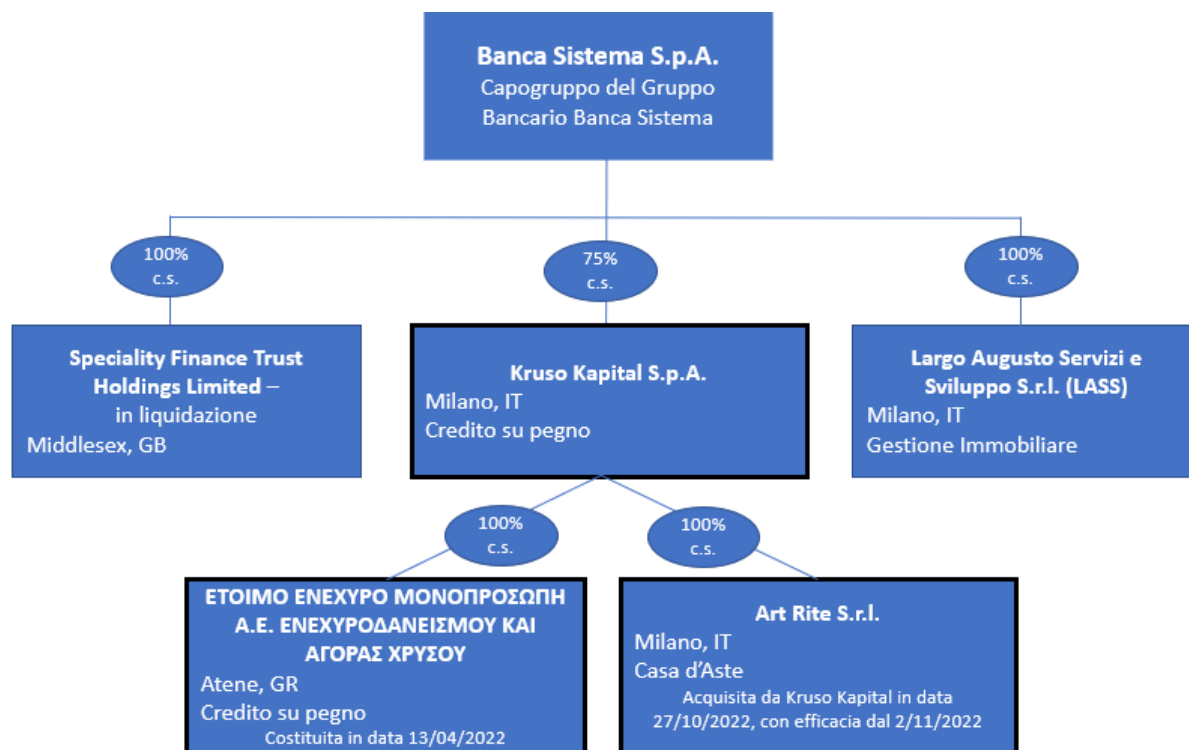 Banca Sistema S.p.A.
Capogruppo del Gruppo
Bancario Banca Sistema
100%
c.s.
75%
c.s.
100%
c.s.
Speciality Finance Trust
Holdings Limited –
in liquidazione
Middlesex, GB
Kruso Kapital S.p.A.
Milano, IT
Credito su pegno
Largo Augusto Servizi e
Sviluppo S.r.l. (LASS)
Milano, IT
Gestione Immobiliare
100%
c.s.
100%
c.s.
ΕΤΟΙΜΟ ΕΝΕΧΥΡΟ ΜΟΝΟΠΡΟΣΩΠΗ
Α.Ε. ΕΝΕΧΥΡΟΔΑΝΕΙΣΜΟΥ ΚΑΙ
ΑΓΟΡΑΣ ΧΡΥΣΟΥ
Atene, GR
Credito su pegno
Costituita in data 13/04/2022
Art Rite S.r.l.
Milano, IT
Casa d’Aste
Acquisita da Kruso Kapital in data
27/10/2022, con efficacia dal 2/11/2022